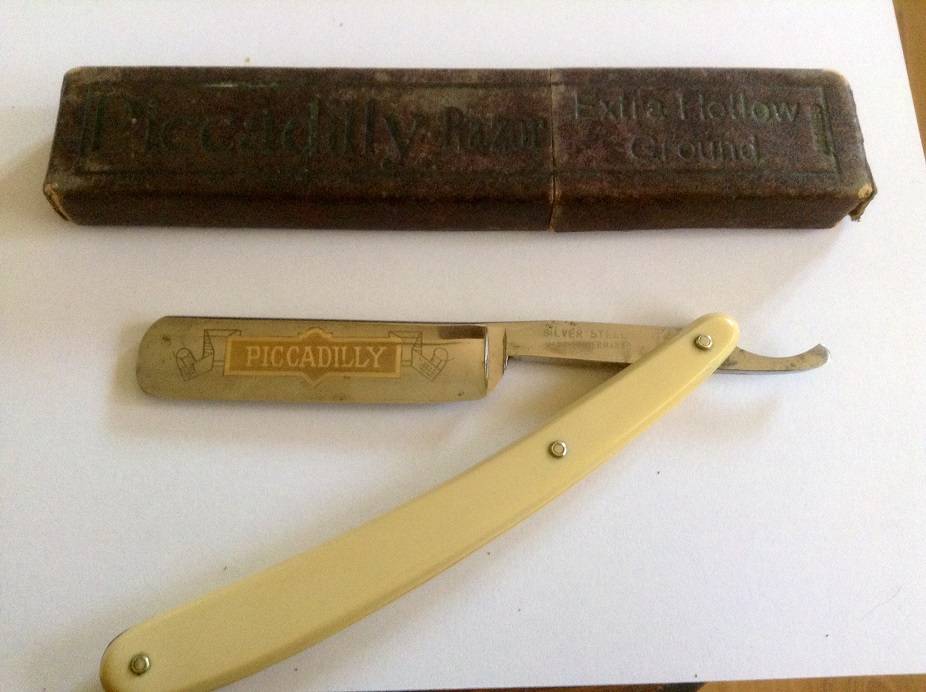 Piccadilly Razor
Extra Hollow
Ground
PICCADILLY
SILVER STEEL